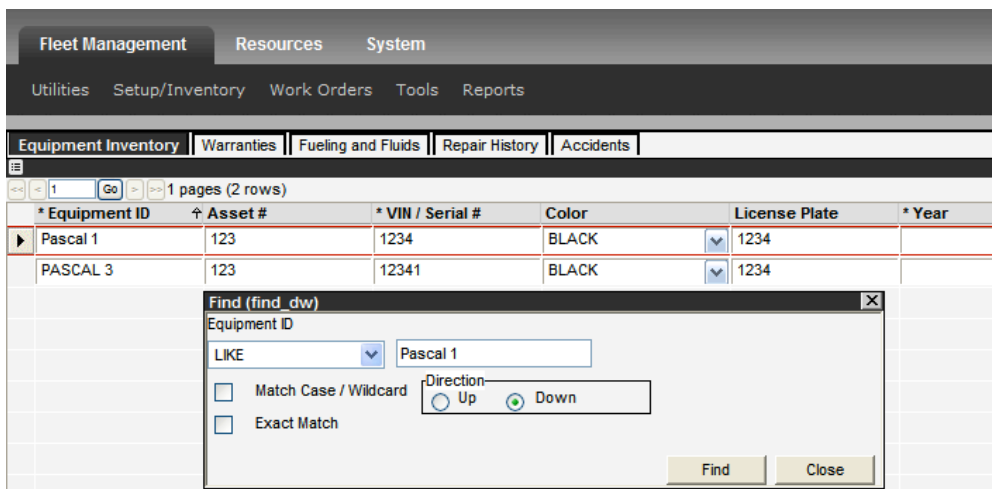 Fleet Management Resources System
Utilities Setup/Inventory Work Orders Tools Reports
Equipment Inventory Warranties Fueling and Fluids Repair History Accidents
<< < 1 Go > >> 1 pages (2 rows)
* Equipment ID Asset # * VIN / Serial # Color License Plate * Year
Pascal 1 123 1234 BLACK 1234
PASCAL 3 123 12341 BLACK 1234
Find (find_dw)
Equipment ID
LIKE Pascal 1
Direction
Match Case / Wildcard Up Down
Exact Match
Find Close